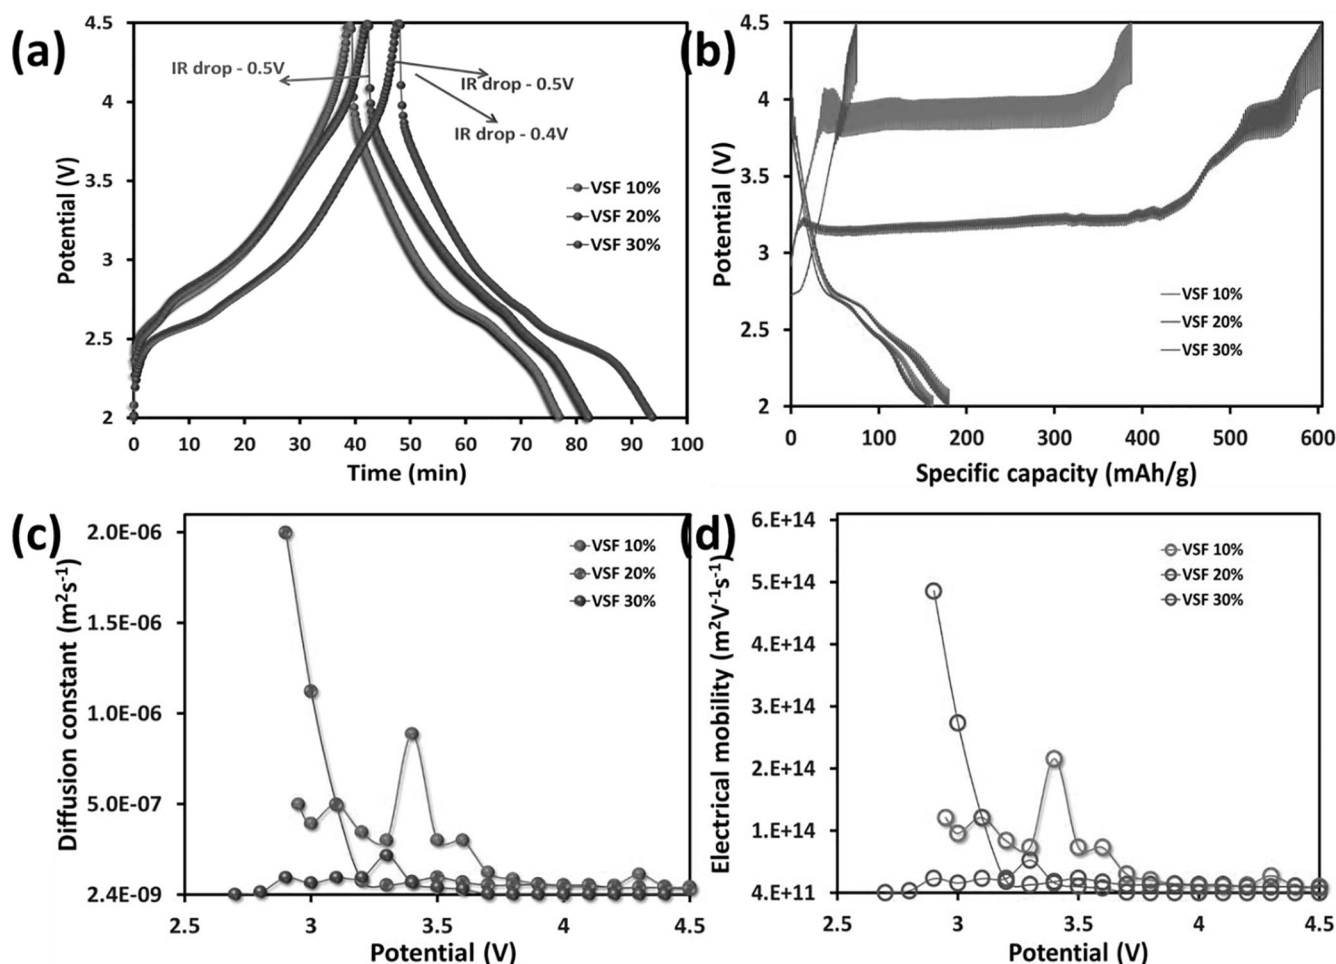 (a)
4.5
4
3.5
3
2.5
2
Potential (V)
IR drop - 0.5V
IR drop - 0.5V
IR drop - 0.4V
VSF 10%
VSF 20%
VSF 30%
0 10 20 30 40 50 60 70 80 90 100
Time (min)
(b)
4.5
4
3.5
3
2.5
2
Potential (V)
VSF 10%
VSF 20%
VSF 30%
0 100 200 300 400 500 600
Specific capacity (mAh/g)
(c)
2.0E-06
1.5E-06
1.0E-06
5.0E-07
2.4E-09
Diffusion constant (m²s⁻¹)
VSF 10%
VSF 20%
VSF 30%
2.5 3 3.5 4 4.5
Potential (V)
(d)
6.E+14
5.E+14
4.E+14
3.E+14
2.E+14
1.E+14
4.E+11
Electrical mobility (m²V⁻¹s⁻¹)
VSF 10%
VSF 20%
VSF 30%
2.5 3 3.5 4 4.5
Potential (V)